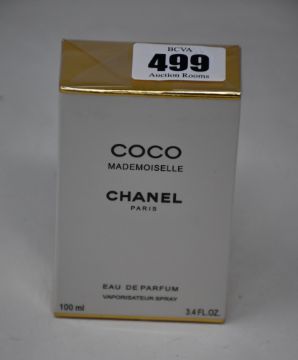 BCVA
499
Auction Rooms
COCO
MADEMOISELLE
CHANEL
PARIS
EAU DE PARFUM
VAPORISATEUR SPRAY
100 ml 3.4 FL.OZ.